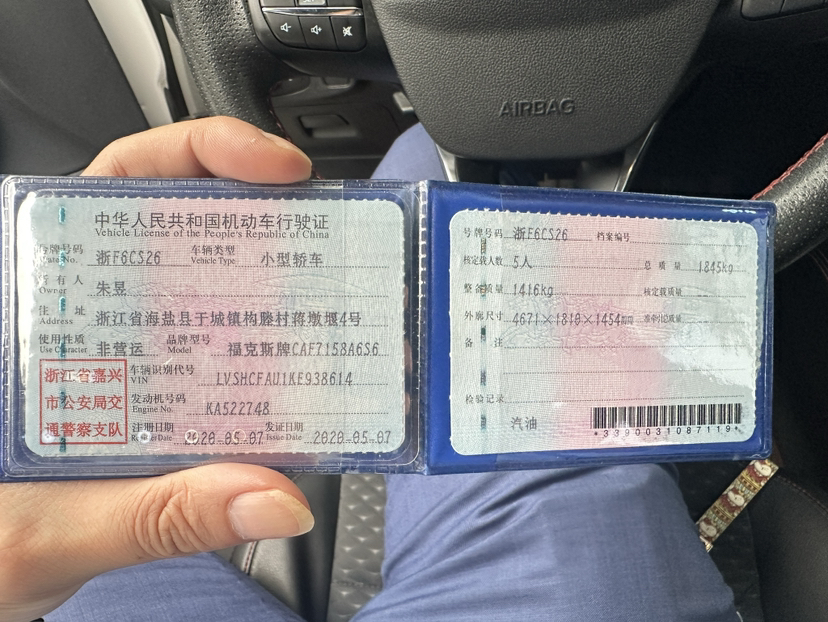 AIRBAG
中华人民共和国机动车行驶证
Vehicle License of the People's Republic of China
号牌号码 浙F6CS26 车辆类型 小型轿车
Plate No. Vehicle Type
所有人 朱昱
Owner
住址 浙江省海盐县于城镇构塍村蒋墩堰4号
Address
使用性质 非营运 品牌型号 福克斯牌CAF7158A6S6
Use Character Model
浙江省嘉兴
市公安局交
通警察支队
车辆识别代号 LVSHCFAU1KE938614
VIN
发动机号码 KA522748
Engine No.
注册日期 2020-05-07 发证日期 2020-05-07
Register Date Issue Date
号牌号码 浙F6CS26 档案编号
核定载人数 5人 总质量 1845kg
整备质量 1416kg 核定载质量 --
外廓尺寸 4671×1810×1454mm 准牵引总质量
备注
检验记录
汽油
*3390031087119*